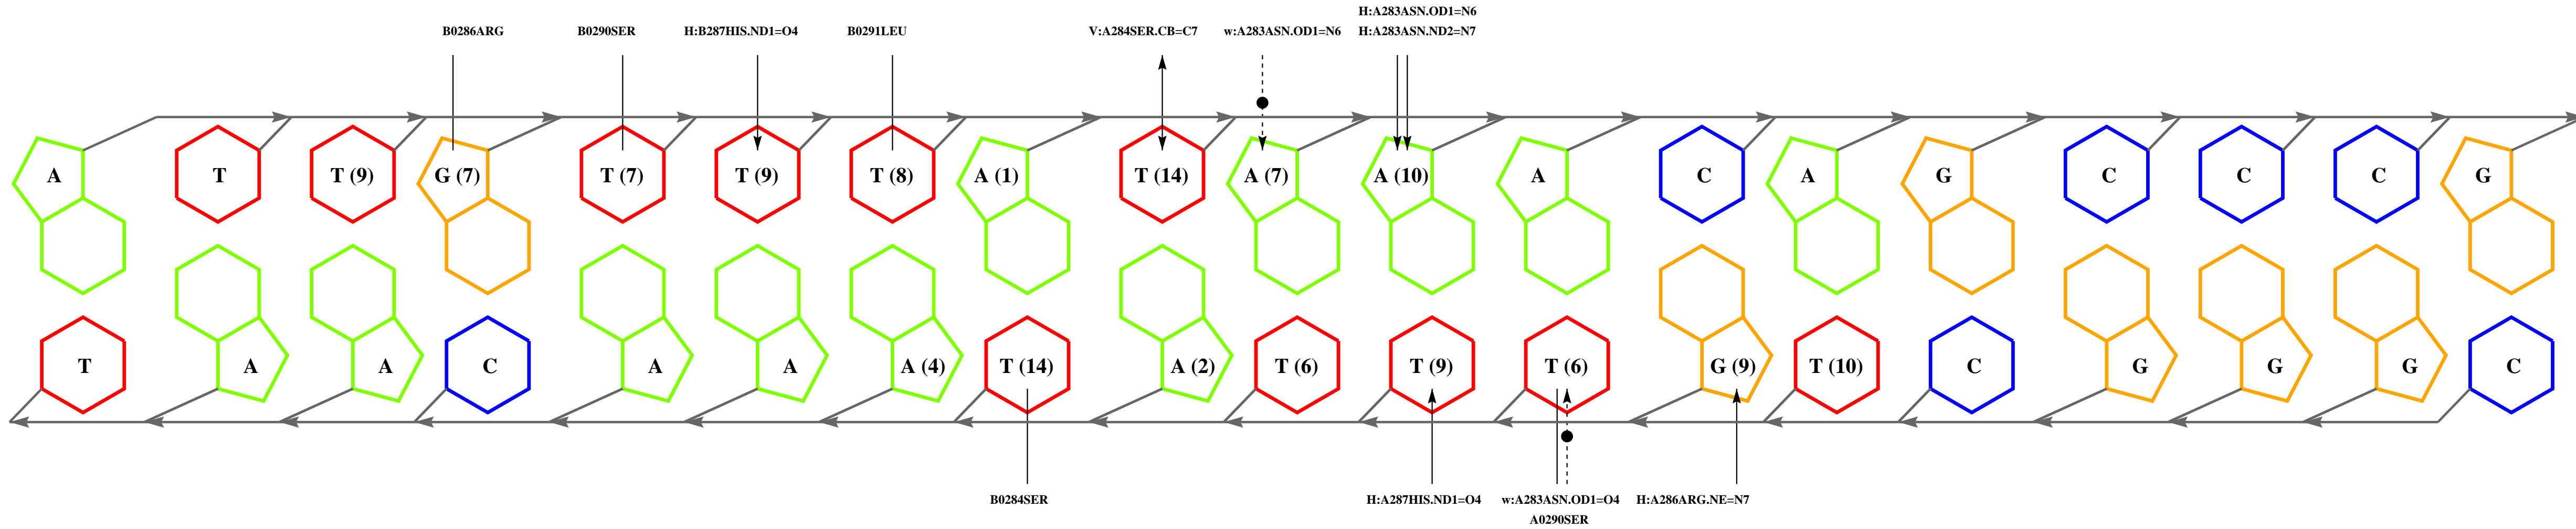 H:A283ASN.OD1=N6
B0286ARG B0290SER H:B287HIS.ND1=O4 B0291LEU V:A284SER.CB=C7 w:A283ASN.OD1=N6 H:A283ASN.ND2=N7
A T T (9) G (7) T (7) T (9) T (8) A (1) T (14) A (7) A (10) A C A G C C C G
T A A C A A A (4) T (14) A (2) T (6) T (9) T (6) G (9) T (10) C G G G C
B0284SER H:A287HIS.ND1=O4 w:A283ASN.OD1=O4 H:A286ARG.NE=N7
A0290SER